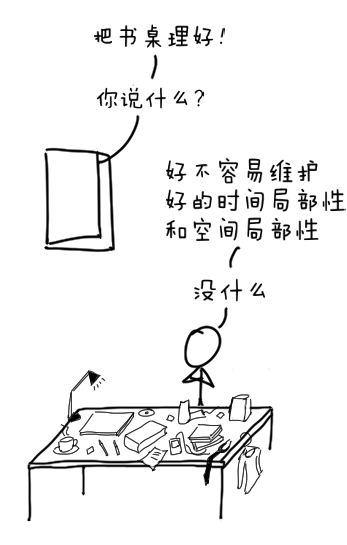 把书桌理好！
你说什么？
好不容易维护
好的时间局部性
和空间局部性
没什么